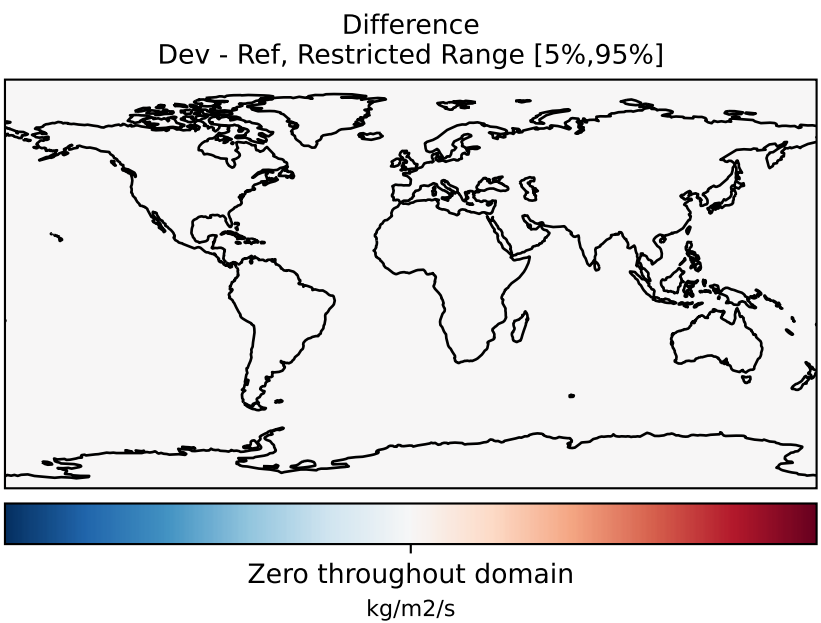 Difference
Dev - Ref, Restricted Range [5%,95%]
Zero throughout domain
kg/m2/s